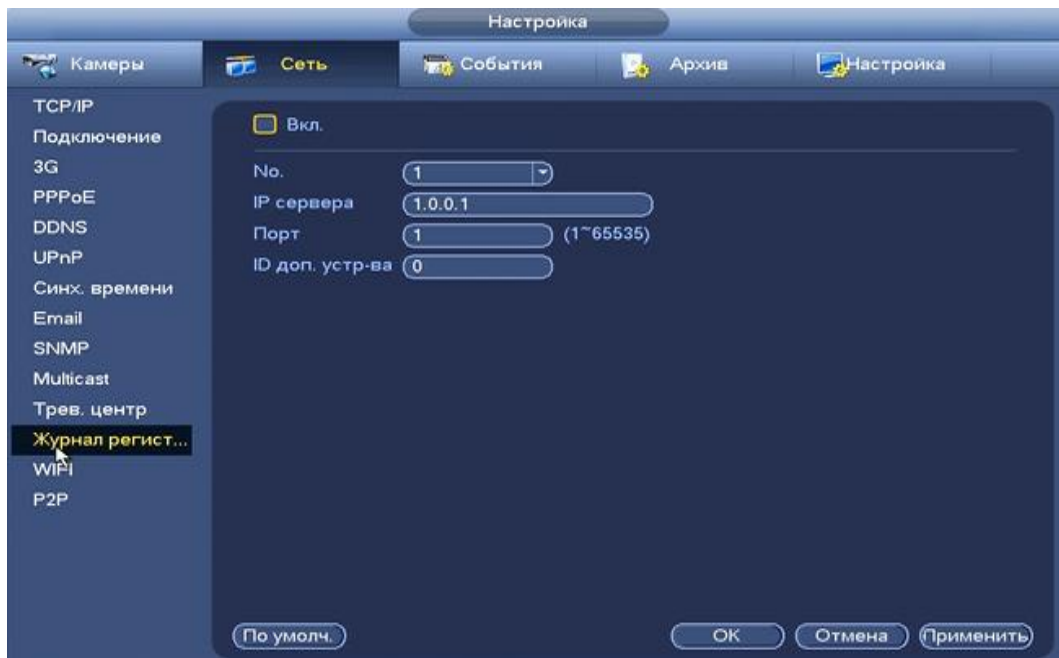 Настройка
Камеры
Сеть
События
Архив
Настройка
TCP/IP
Подключение
3G
PPPoE
DDNS
UPnP
Синх. времени
Email
SNMP
Multicast
Трев. центр
Журнал регист...
WIFI
P2P
Вкл.
No. 1
IP сервера 1.0.0.1
Порт 1 (1~65535)
ID доп. устр-ва 0
По умолч. OK Отмена Применить